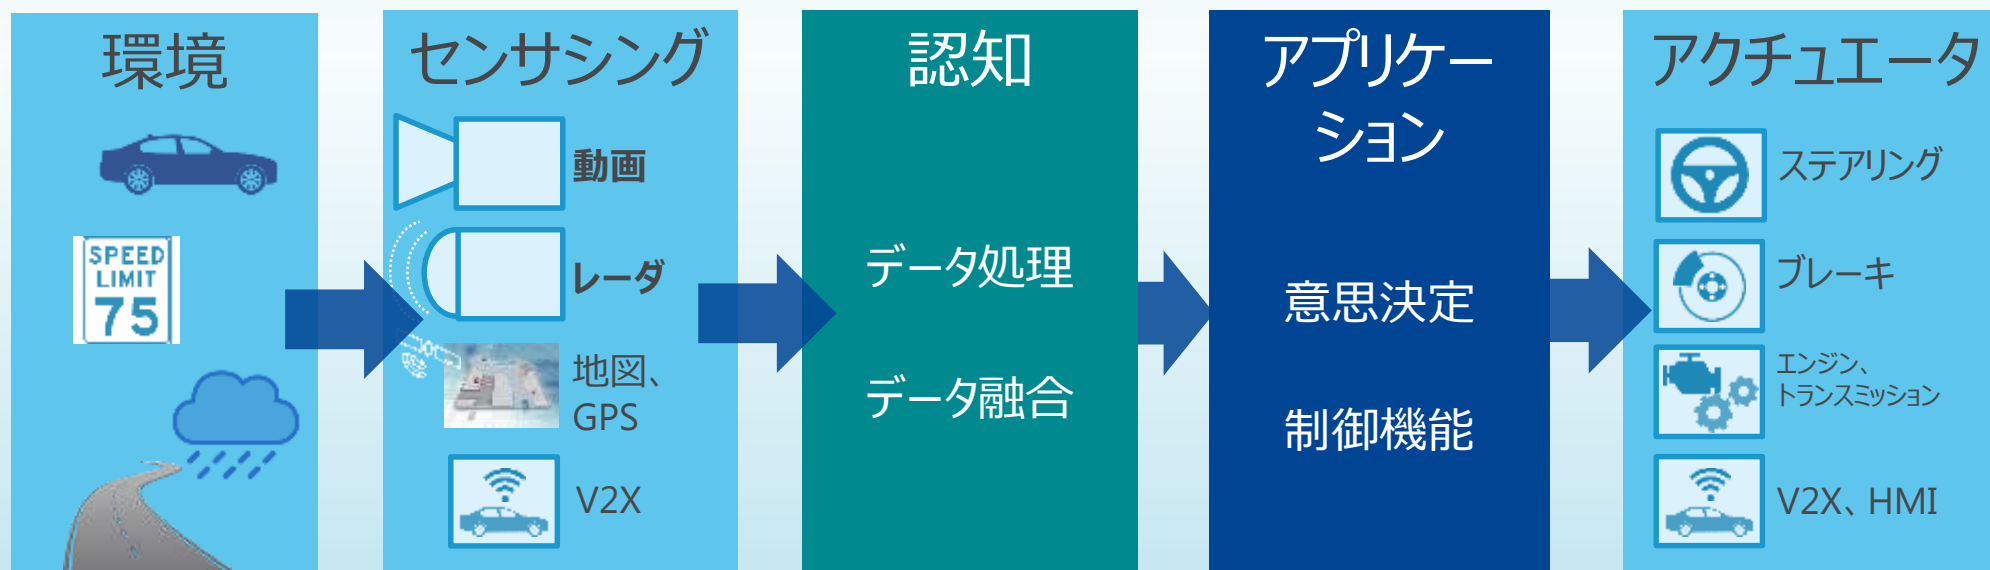 環境
SPEED
LIMIT
75
センサシング
動画
レーダ
地図、
GPS
V2X
認知
データ処理
データ融合
アプリケー
ション
意思決定
制御機能
アクチュエータ
ステアリング
ブレーキ
エンジン、
トランスミッション
V2X、HMI